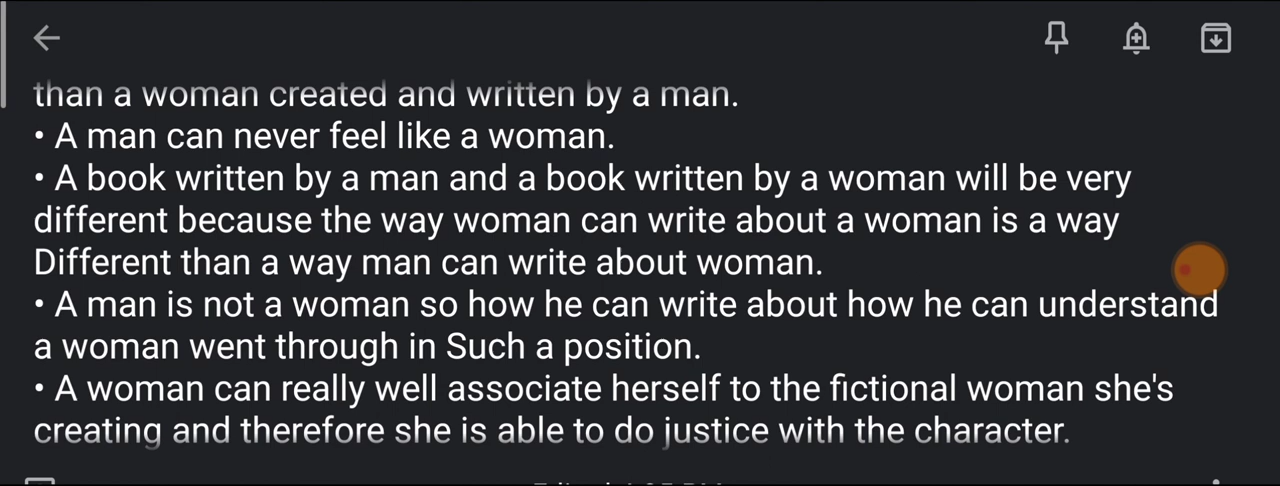 than a woman created and written by a man.
• A man can never feel like a woman.
• A book written by a man and a book written by a woman will be very
different because the way woman can write about a woman is a way
Different than a way man can write about woman.
• A man is not a woman so how he can write about how he can understand
a woman went through in Such a position.
• A woman can really well associate herself to the fictional woman she's
creating and therefore she is able to do justice with the character.